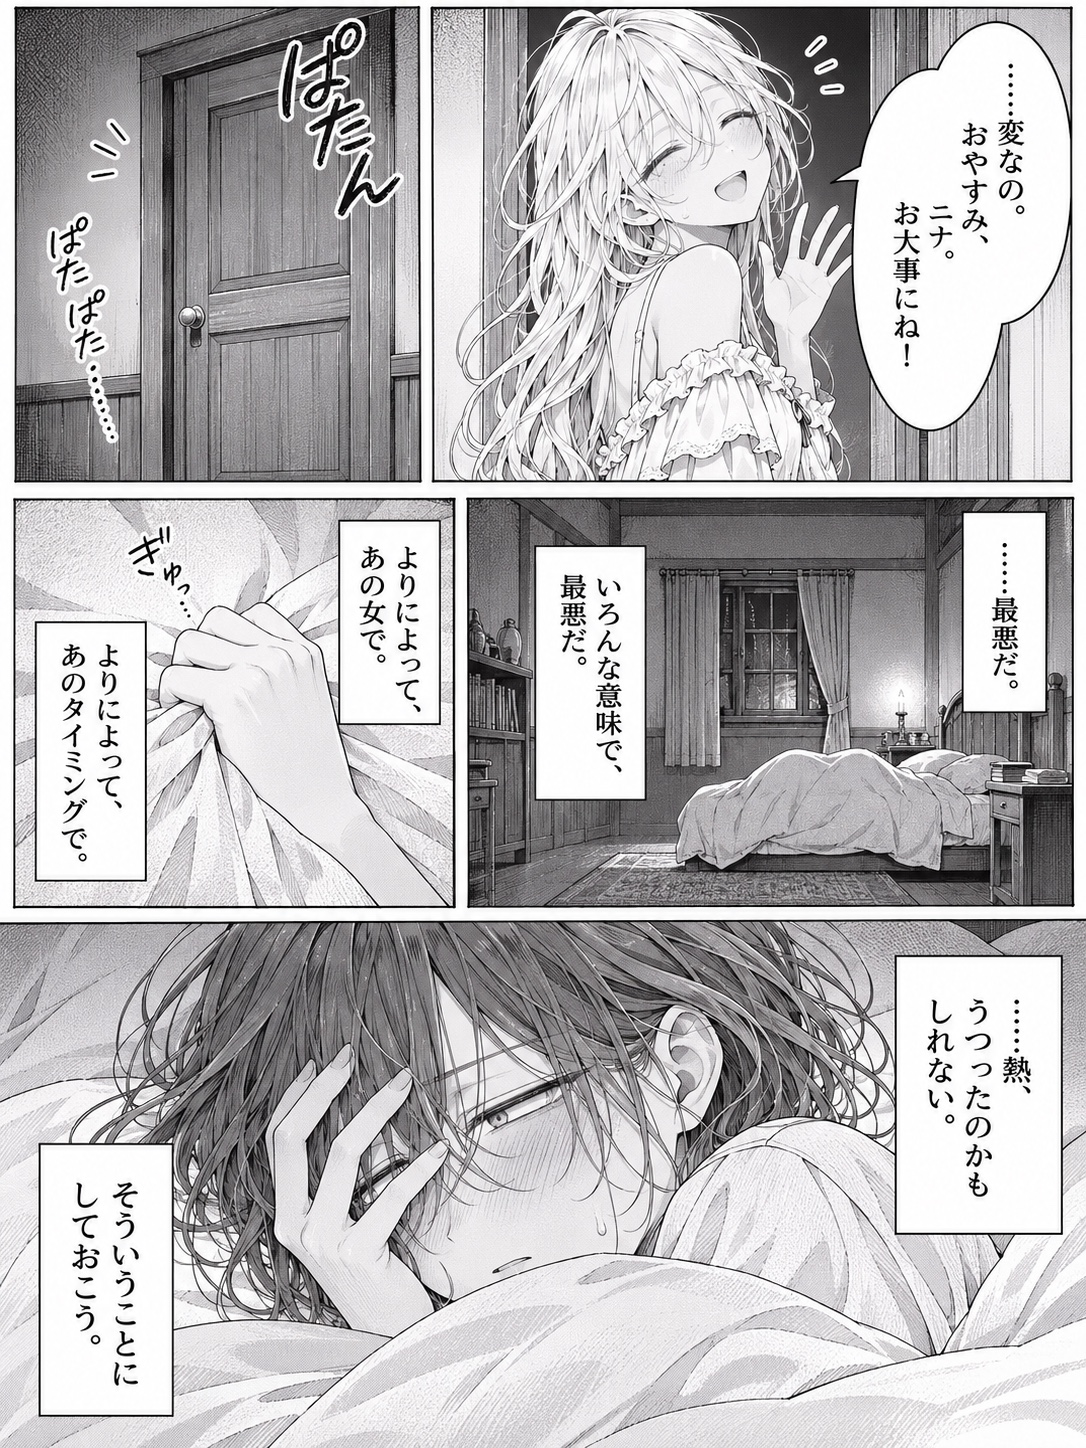 ……変なの。
おやすみ、
ニナ。
お大事にね！
ぱたん
ぱた
ぱた………
……最悪だ。
いろんな意味で、
最悪だ。
よりによって、
あの女で。
ぎゅっ…
よりによって、
あのタイミングで。
……熱、
うつったのかも
しれない。
そういうことに
しておこう。